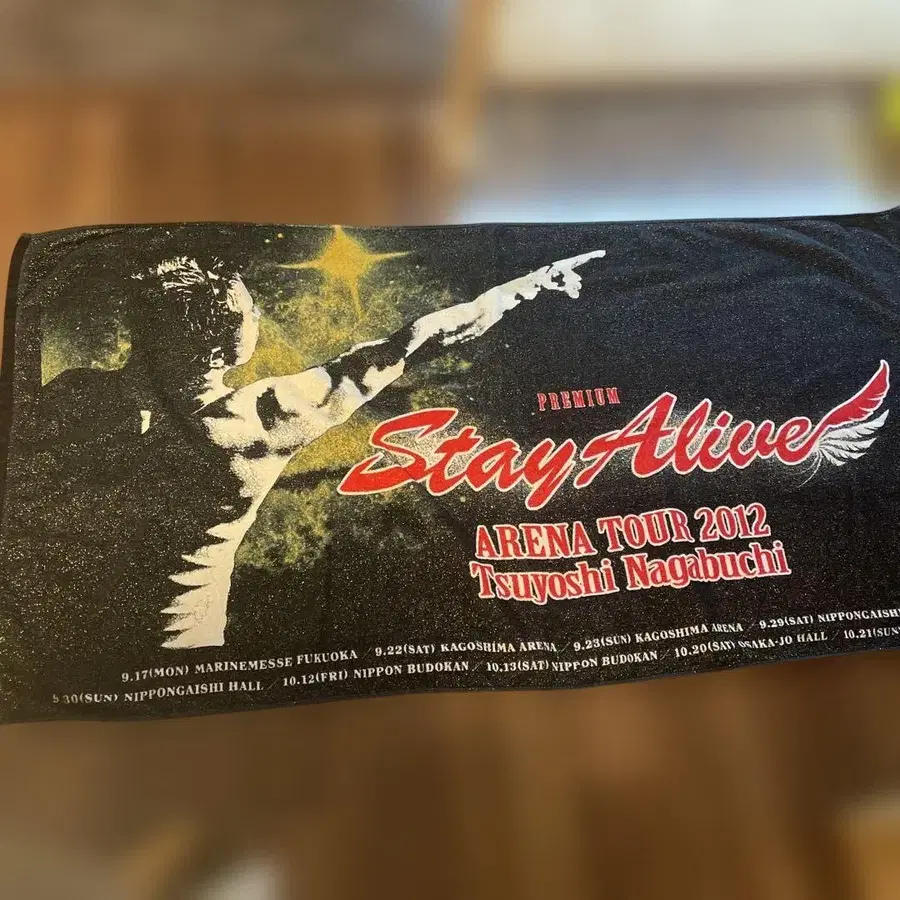 PREMIUM
Stay Alive
ARENA TOUR 2012
Tsuyoshi Nagabuchi
9.17(MON) MARINEMESSE FUKUOKA / 9.22(SAT) KAGOSHIMA ARENA / 9.23(SUN) KAGOSHIMA ARENA / 9.29(SAT) NIPPONGAISHI
9.30(SUN) NIPPONGAISHI HALL / 10.12(FRI) NIPPON BUDOKAN / 10.13(SAT) NIPPON BUDOKAN / 10.20(SAT) OSAKA-JO HALL / 10.21(SUN)